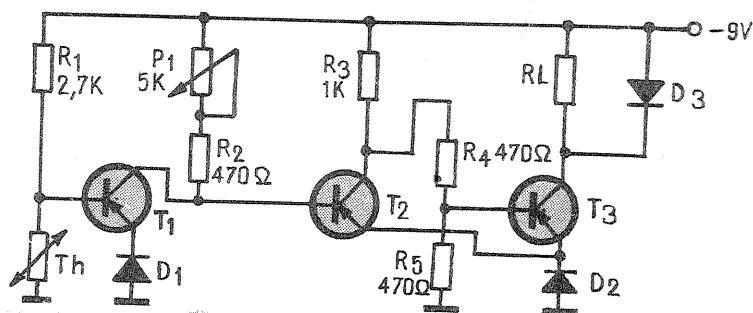 -9V
R1
2,7K
P1
5K
R3
1K
RL
D3
R2
470Ω
R4 470Ω
T1
T2
T3
Th
D1
R5
470Ω
D2